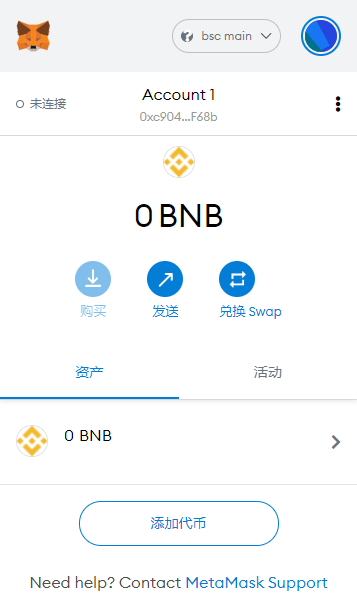 bsc main
未连接
Account 1
0xc904...F68b
0 BNB
购买
发送
兑换 Swap
资产
活动
0 BNB
添加代币
Need help? Contact MetaMask Support